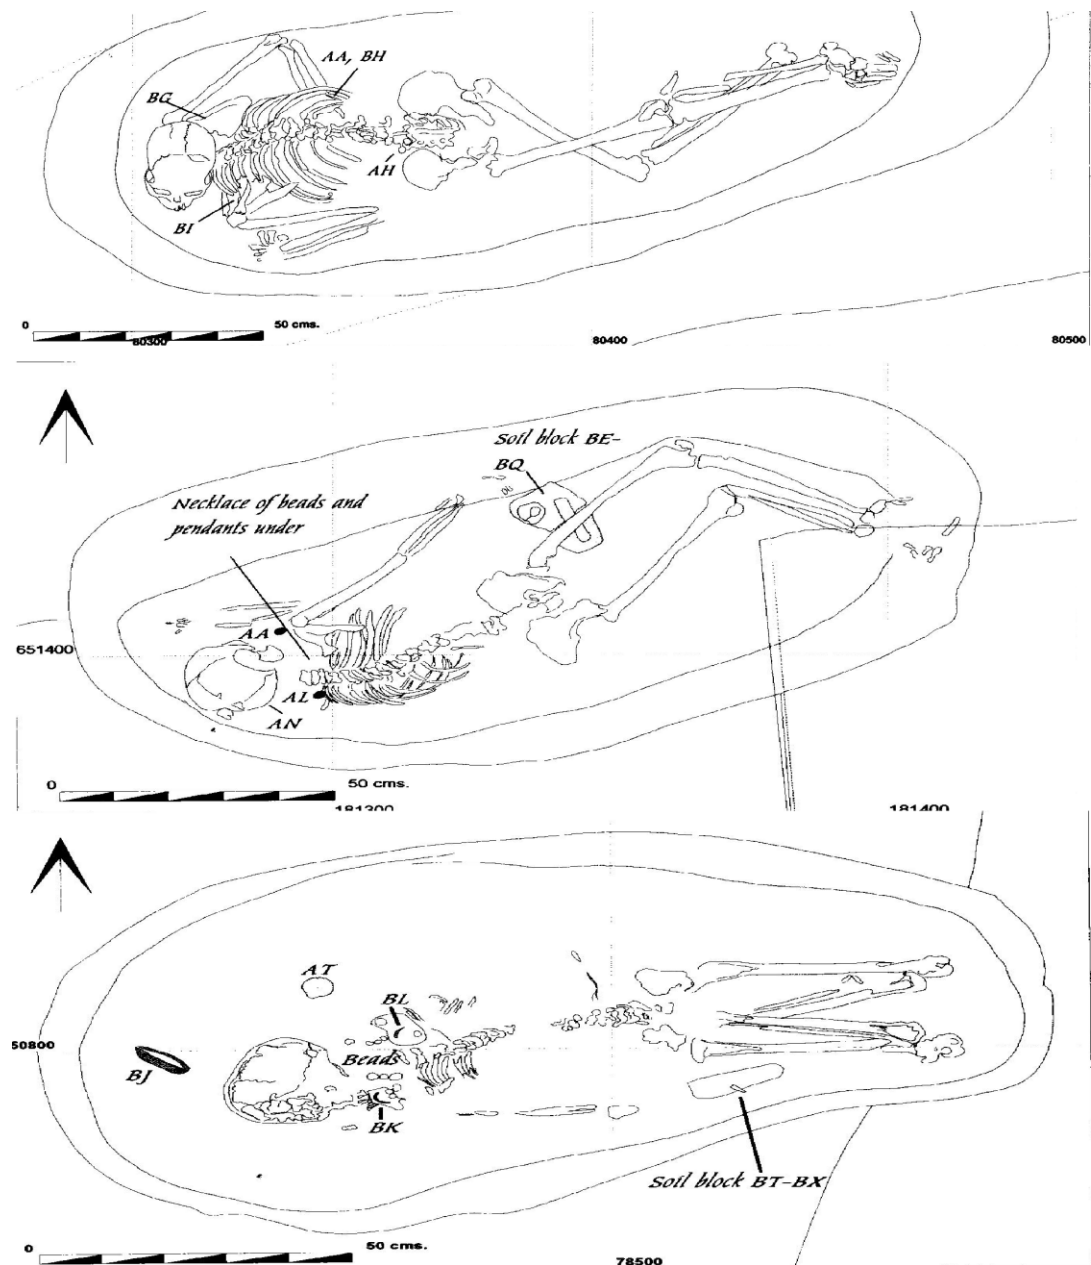 AA, BH
BG
AH
BI
0 50 cms.
80300
80400
80500
Soil block BE-
BQ
Necklace of beads and
pendants under
AA
651400
AL
AN
0 50 cms.
181300
181400
AT
BL
50800
Beads
BJ
BK
Soil block BT-BX
0 50 cms.
78500